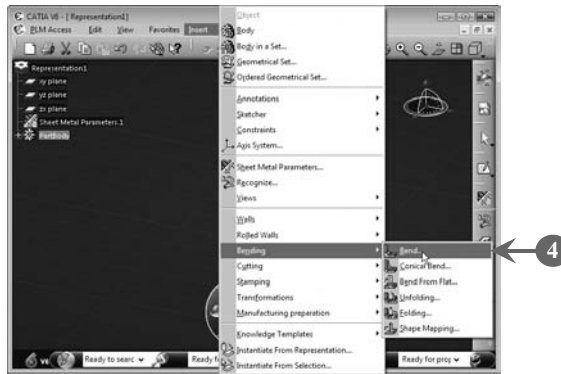 CATIA V6 - [Representation1]
PLM Access Edit View Favorites Insert
Object
Body
Body in a Set...
Geometrical Set...
Ordered Geometrical Set...
Annotations
Sketcher
Constraints
Axis System...
Sheet Metal Parameters...
Recognize...
Views
Walls
Rolled Walls
Bending
Cutting
Stamping
Transformations
Manufacturing preparation
Knowledge Templates
Instantiate From Representation...
Instantiate From Selection...
Representation1
xy plane
yz plane
zx plane
Sheet Metal Parameters.1
PartBody
Bend...
Conical Bend...
Bend From Flat...
Unfolding...
Folding...
Shape Mapping...
4
V6
Ready to searc
Ready f
Ready for prop